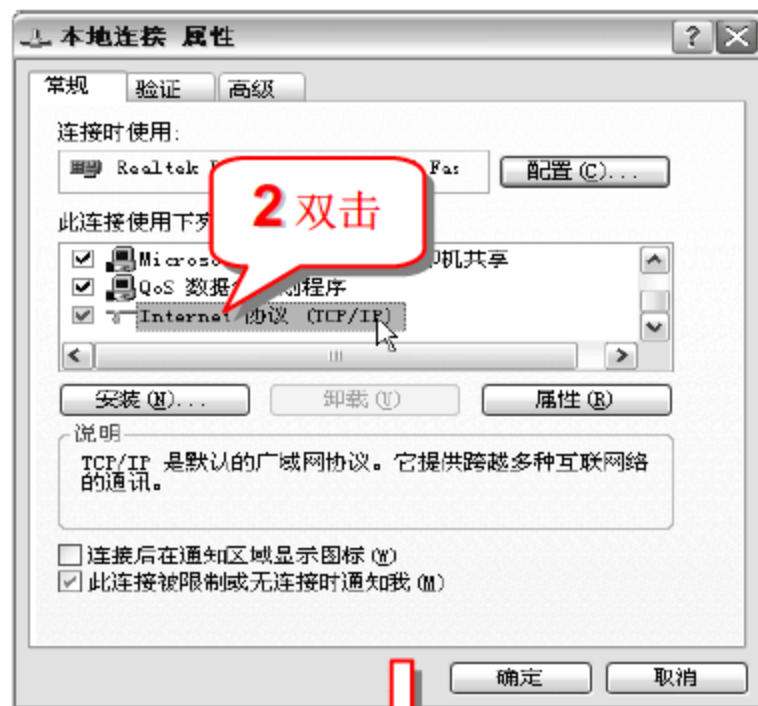 本地连接 属性
常规 验证 高级
连接时使用:
Realtek Fas 配置(C)...
2 双击
此连接使用下列
Microso 印机共享
QoS 数据 划程序
Internet 协议 (TCP/IP)
安装(N)... 卸载(U) 属性(R)
说明
TCP/IP 是默认的广域网协议。它提供跨越多种互联网络
的通讯。
连接后在通知区域显示图标(W)
此连接被限制或无连接时通知我(M)
确定 取消